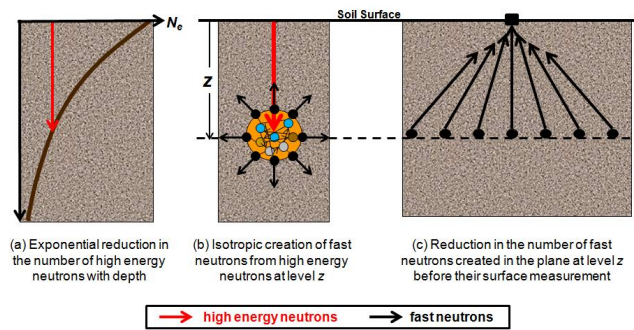 Soil Surface
Nc
z
(a) Exponential reduction in
the number of high energy
neutrons with depth
(b) Isotropic creation of fast
neutrons from high energy
neutrons at level z
(c) Reduction in the number of fast
neutrons created in the plane at level z
before their surface measurement
high energy neutrons
fast neutrons